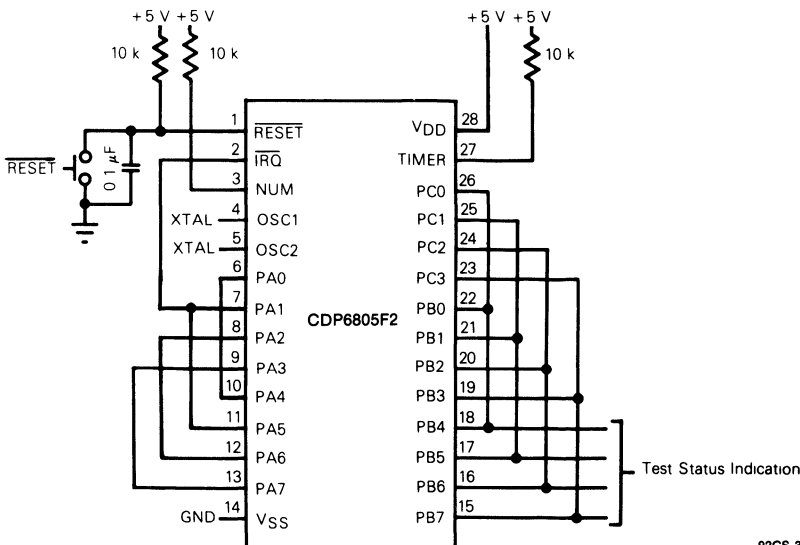 +5 V +5 V
10 k 10 k
+5 V +5 V
10 k
RESET
0.1 μF
1 RESET
2 IRQ
3 NUM
XTAL 4 OSC1
XTAL 5 OSC2
6 PA0
7 PA1
8 PA2
9 PA3
10 PA4
11 PA5
12 PA6
13 PA7
GND 14 VSS
CDP6805F2
VDD 28
TIMER 27
PC0 26
PC1 25
PC2 24
PC3 23
PB0 22
PB1 21
PB2 20
PB3 19
PB4 18
PB5 17
PB6 16
PB7 15
Test Status Indication